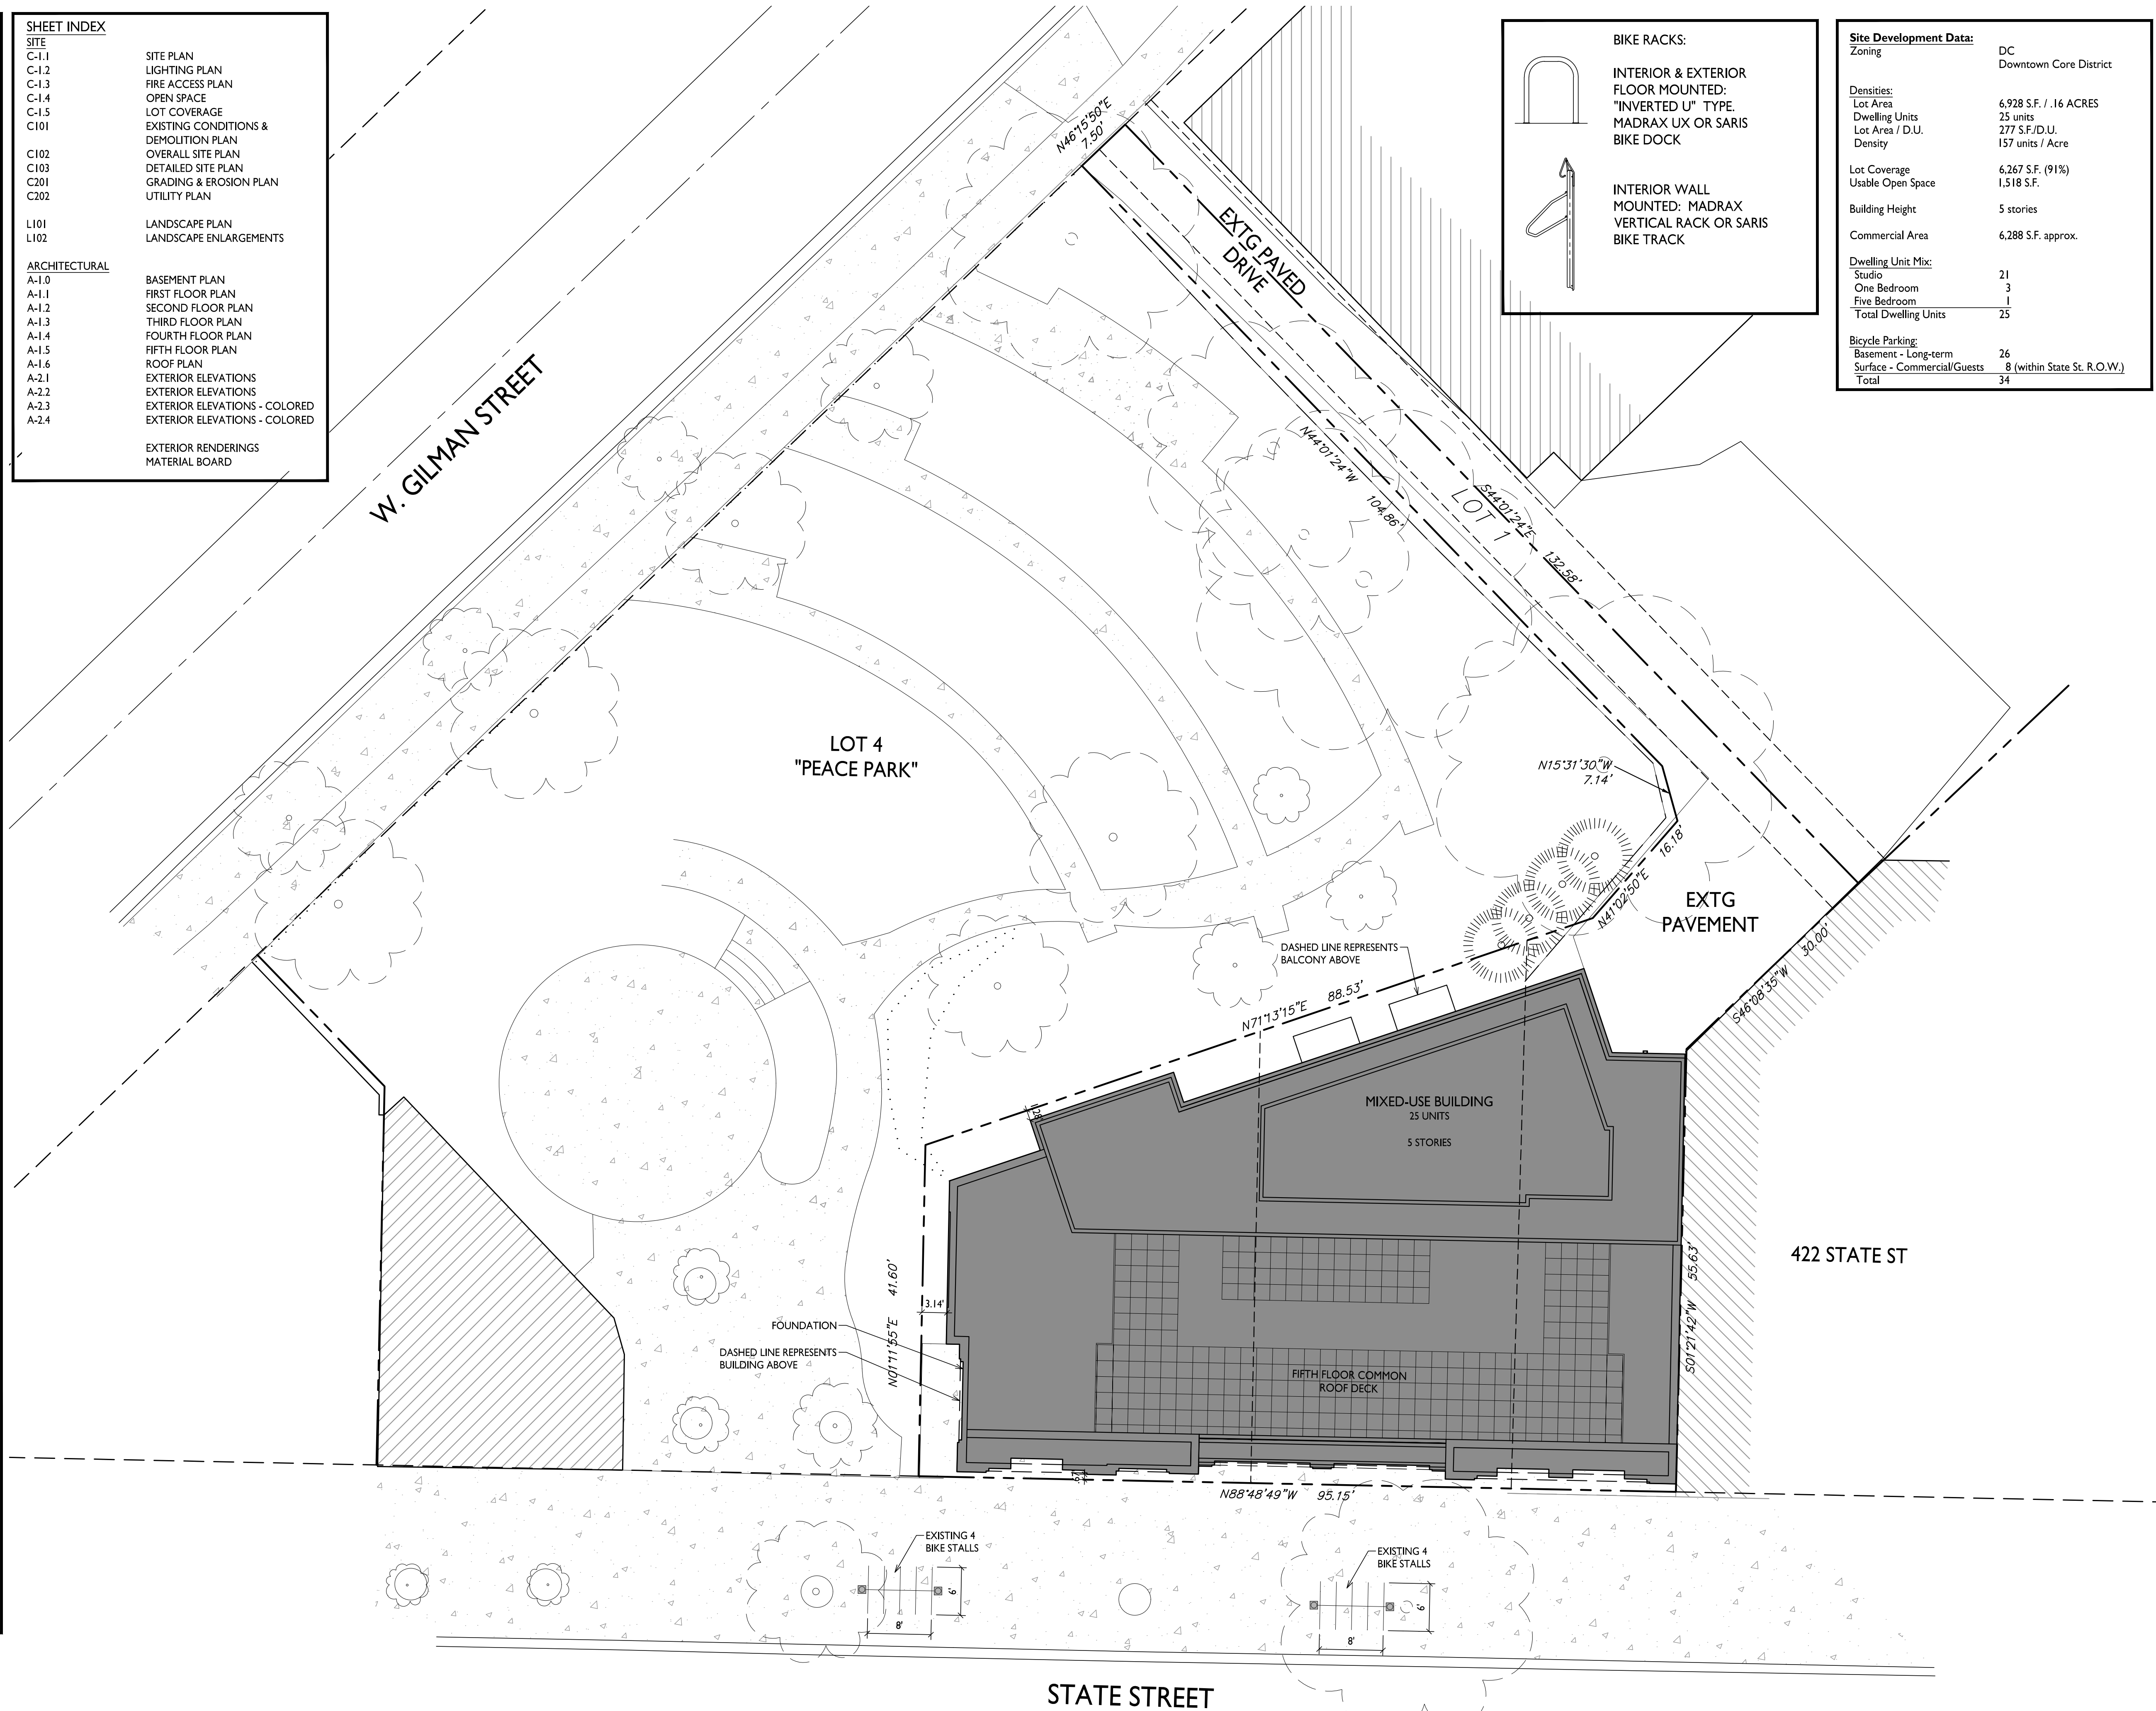 SHEET INDEX
SITE
C-1.1 SITE PLAN
C-1.2 LIGHTING PLAN
C-1.3 FIRE ACCESS PLAN
C-1.4 OPEN SPACE
C-1.5 LOT COVERAGE
C101 EXISTING CONDITIONS &
DEMOLITION PLAN
C102 OVERALL SITE PLAN
C103 DETAILED SITE PLAN
C201 GRADING & EROSION PLAN
C202 UTILITY PLAN
L101 LANDSCAPE PLAN
L102 LANDSCAPE ENLARGEMENTS
ARCHITECTURAL
A-1.0 BASEMENT PLAN
A-1.1 FIRST FLOOR PLAN
A-1.2 SECOND FLOOR PLAN
A-1.3 THIRD FLOOR PLAN
A-1.4 FOURTH FLOOR PLAN
A-1.5 FIFTH FLOOR PLAN
A-1.6 ROOF PLAN
A-2.1 EXTERIOR ELEVATIONS
A-2.2 EXTERIOR ELEVATIONS
A-2.3 EXTERIOR ELEVATIONS - COLORED
A-2.4 EXTERIOR ELEVATIONS - COLORED
EXTERIOR RENDERINGS
MATERIAL BOARD
BIKE RACKS:
INTERIOR & EXTERIOR
FLOOR MOUNTED:
"INVERTED U" TYPE.
MADRAX UX OR SARIS
BIKE DOCK
INTERIOR WALL
MOUNTED: MADRAX
VERTICAL RACK OR SARIS
BIKE TRACK
Site Development Data:
Zoning DC
Downtown Core District
Densities:
Lot Area 6,928 S.F. / .16 ACRES
Dwelling Units 25 units
Lot Area / D.U. 277 S.F./D.U.
Density 157 units / Acre
Lot Coverage 6,267 S.F. (91%)
Usable Open Space 1,518 S.F.
Building Height 5 stories
Commercial Area 6,288 S.F. approx.
Dwelling Unit Mix:
Studio 21
One Bedroom 3
Five Bedroom 1
Total Dwelling Units 25
Bicycle Parking:
Basement - Long-term 26
Surface - Commercial/Guests 8 (within State St. R.O.W.)
Total 34
W. GILMAN STREET
N46°15'50"E
7.50'
EXTG PAVED
DRIVE
N44°01'24"W 104.86'
LOT 1
S44°01'24"E 132.58'
LOT 4
"PEACE PARK"
N15°31'30"W
7.14'
16.18'
N41°02'50"E
EXTG
PAVEMENT
S46°08'35"W 30.00'
DASHED LINE REPRESENTS
BALCONY ABOVE
N71°13'15"E 88.53'
MIXED-USE BUILDING
25 UNITS
5 STORIES
422 STATE ST
N01°11'55"E 41.60'
3.14'
FOUNDATION
DASHED LINE REPRESENTS
BUILDING ABOVE
S01°21'42"W 55.63'
FIFTH FLOOR COMMON
ROOF DECK
N88°48'49"W 95.15'
EXISTING 4
BIKE STALLS
6'
8'
EXISTING 4
BIKE STALLS
6'
8'
STATE STREET